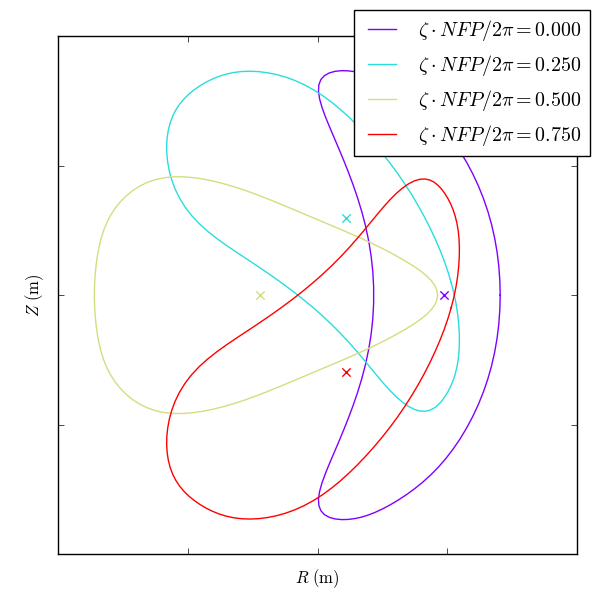 ζ · NFP/2π = 0.000
ζ · NFP/2π = 0.250
ζ · NFP/2π = 0.500
ζ · NFP/2π = 0.750
Z (m)
R (m)